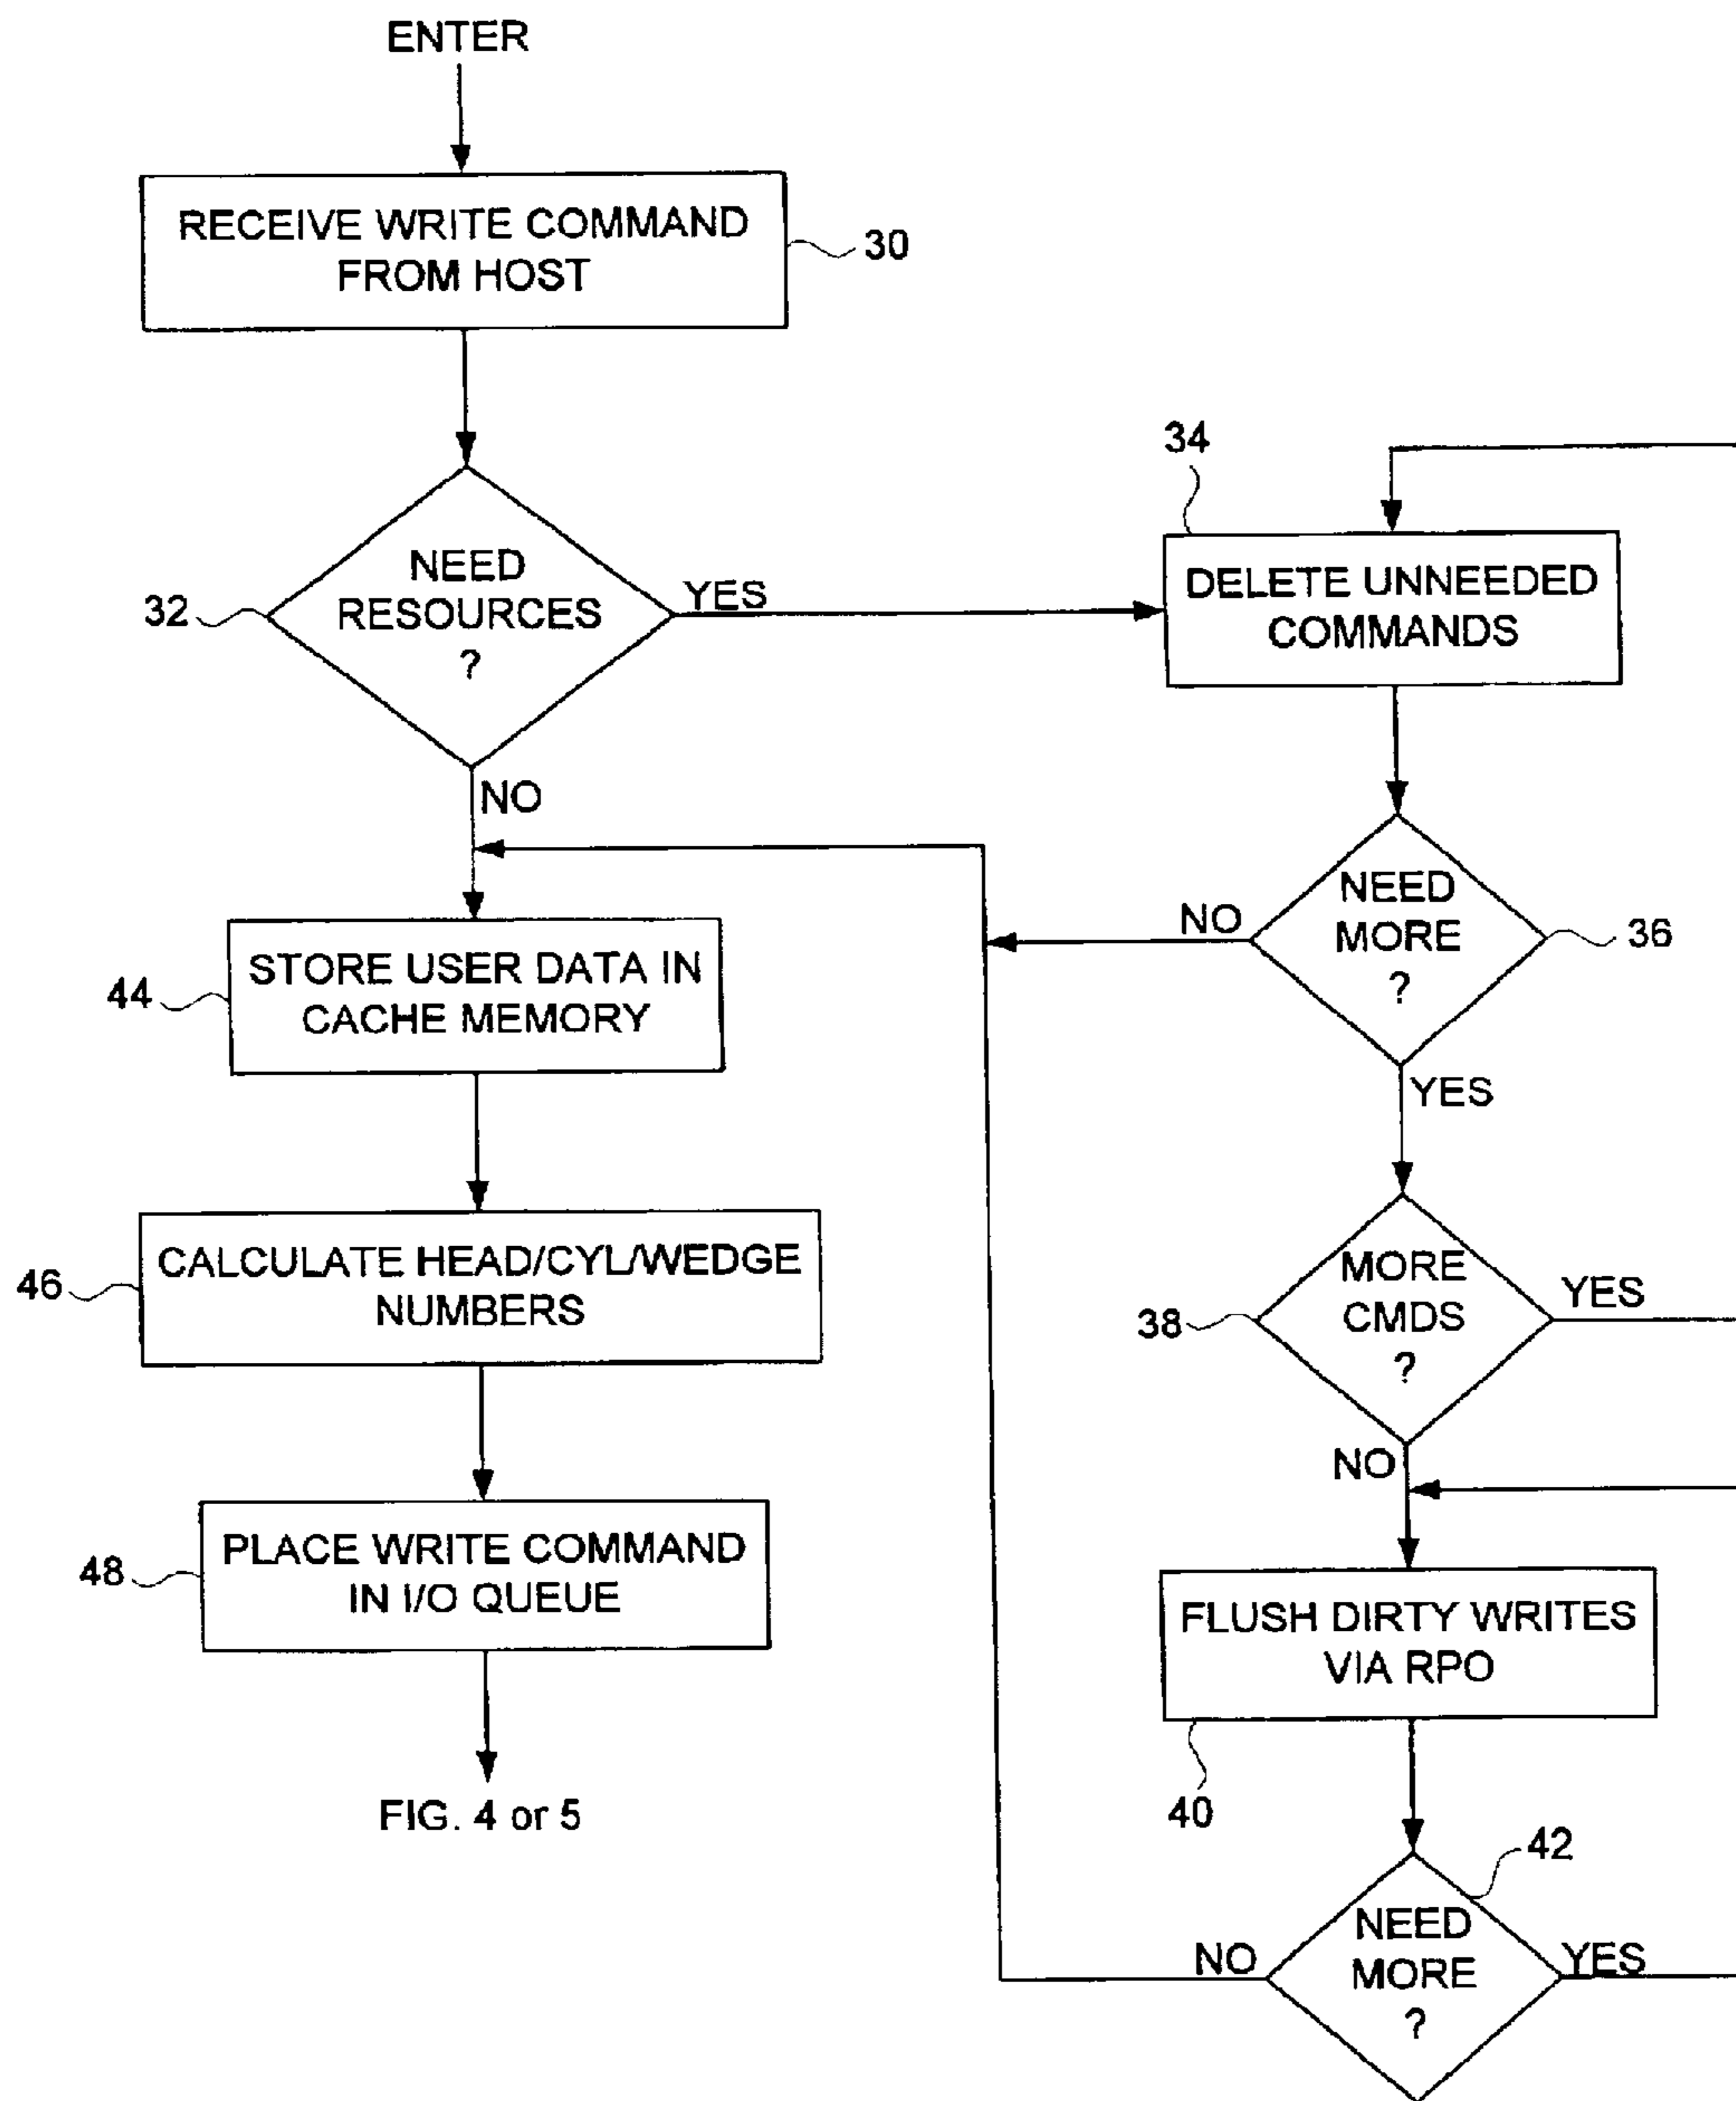 ENTER
RECEIVE WRITE COMMAND
FROM HOST
30
NEED
RESOURCES
?
32
YES
NO
34
DELETE UNNEEDED
COMMANDS
NEED
MORE
?
36
NO
YES
STORE USER DATA IN
CACHE MEMORY
44
CALCULATE HEAD/CYL/WEDGE
NUMBERS
46
MORE
CMDS
?
38
YES
NO
PLACE WRITE COMMAND
IN I/O QUEUE
48
FLUSH DIRTY WRITES
VIA RPO
40
FIG. 4 or 5
42
NEED
MORE
?
NO
YES